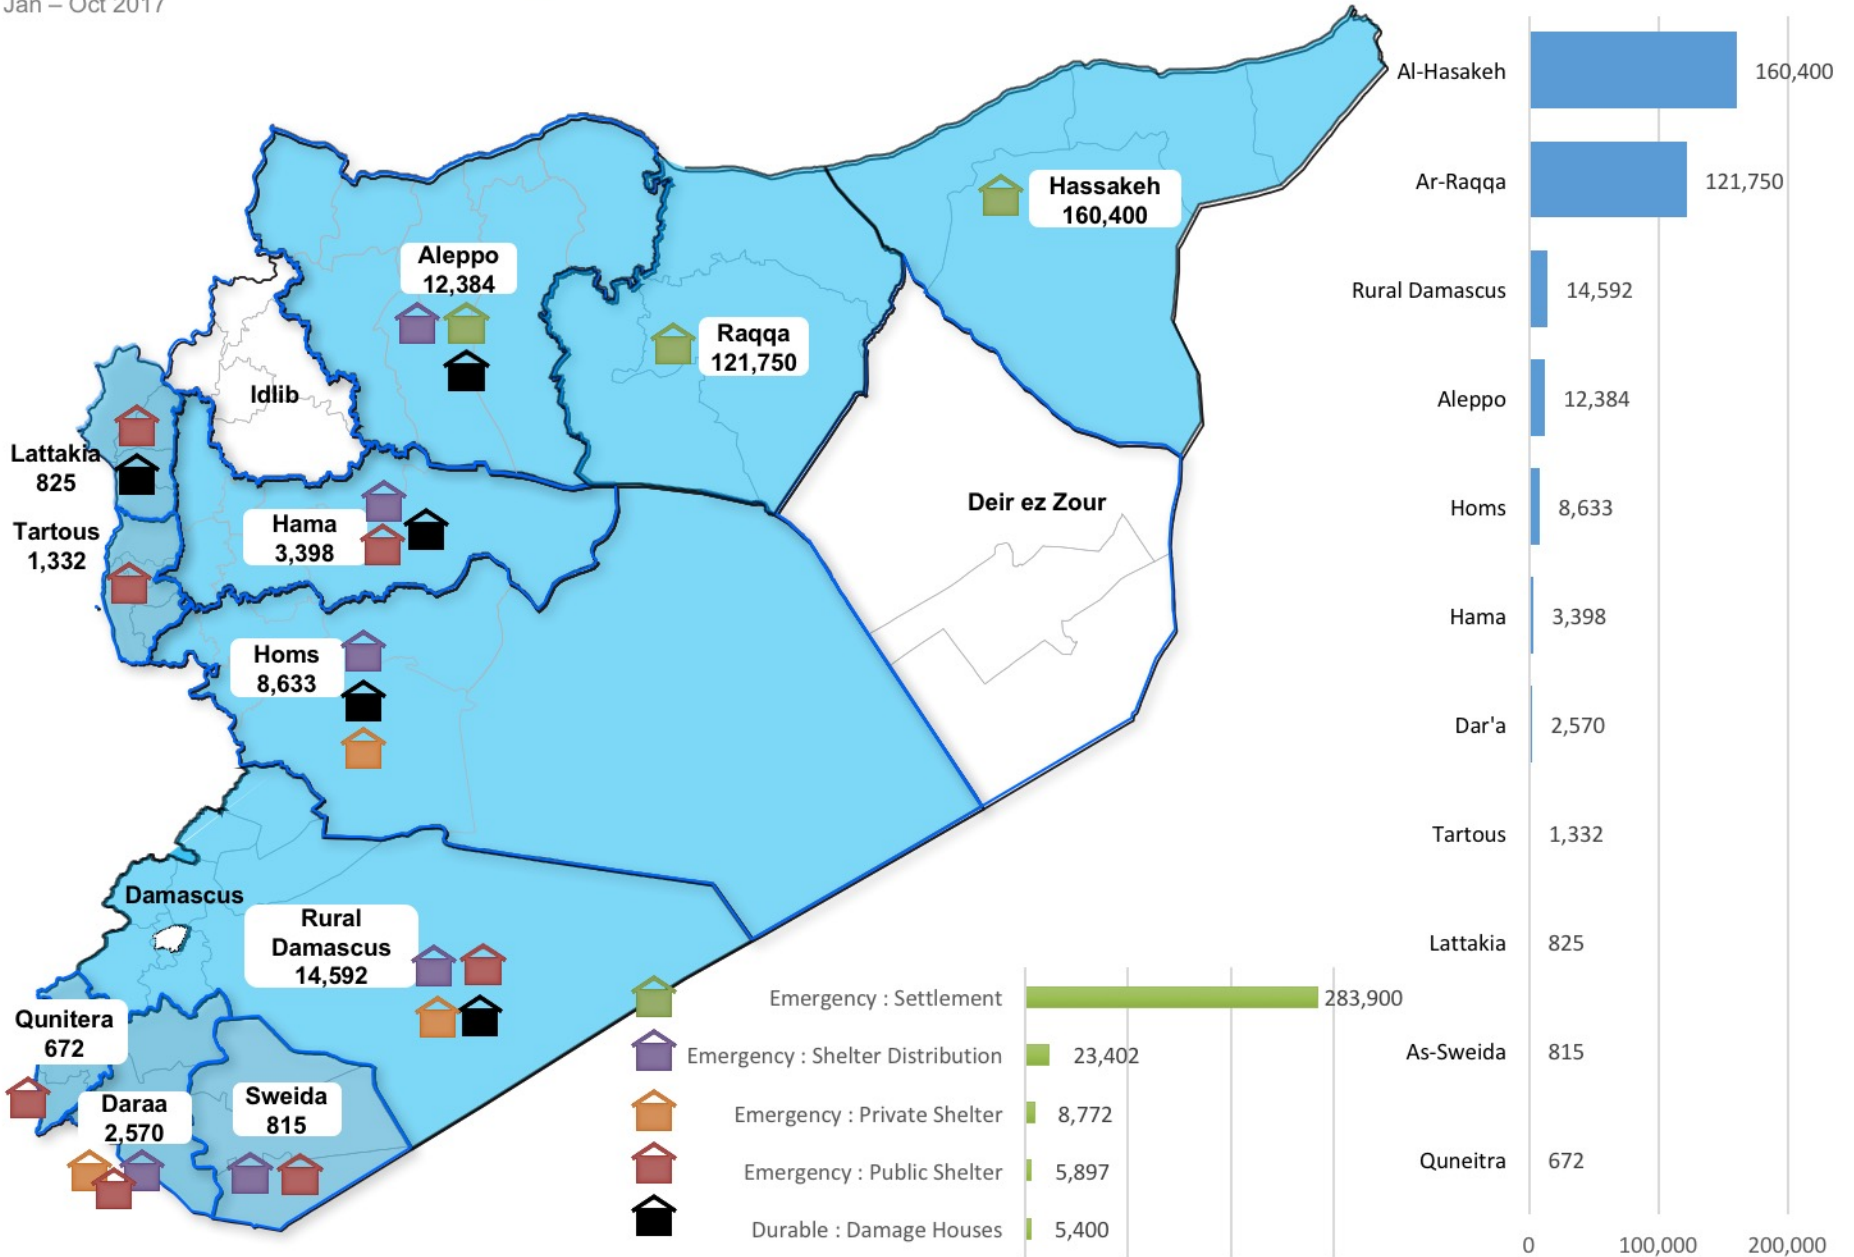 Jan – Oct 2017
Hassakeh
160,400
Aleppo
12,384
Raqqa
121,750
Idlib
Lattakia
825
Deir ez Zour
Tartous
1,332
Hama
3,398
Homs
8,633
Damascus
Rural
Damascus
14,592
Qunitera
672
Daraa
2,570
Sweida
815
Emergency : Settlement 283,900
Emergency : Shelter Distribution 23,402
Emergency : Private Shelter 8,772
Emergency : Public Shelter 5,897
Durable : Damage Houses 5,400
Al-Hasakeh 160,400
Ar-Raqqa 121,750
Rural Damascus 14,592
Aleppo 12,384
Homs 8,633
Hama 3,398
Dar'a 2,570
Tartous 1,332
Lattakia 825
As-Sweida 815
Quneitra 672
0 100,000 200,000